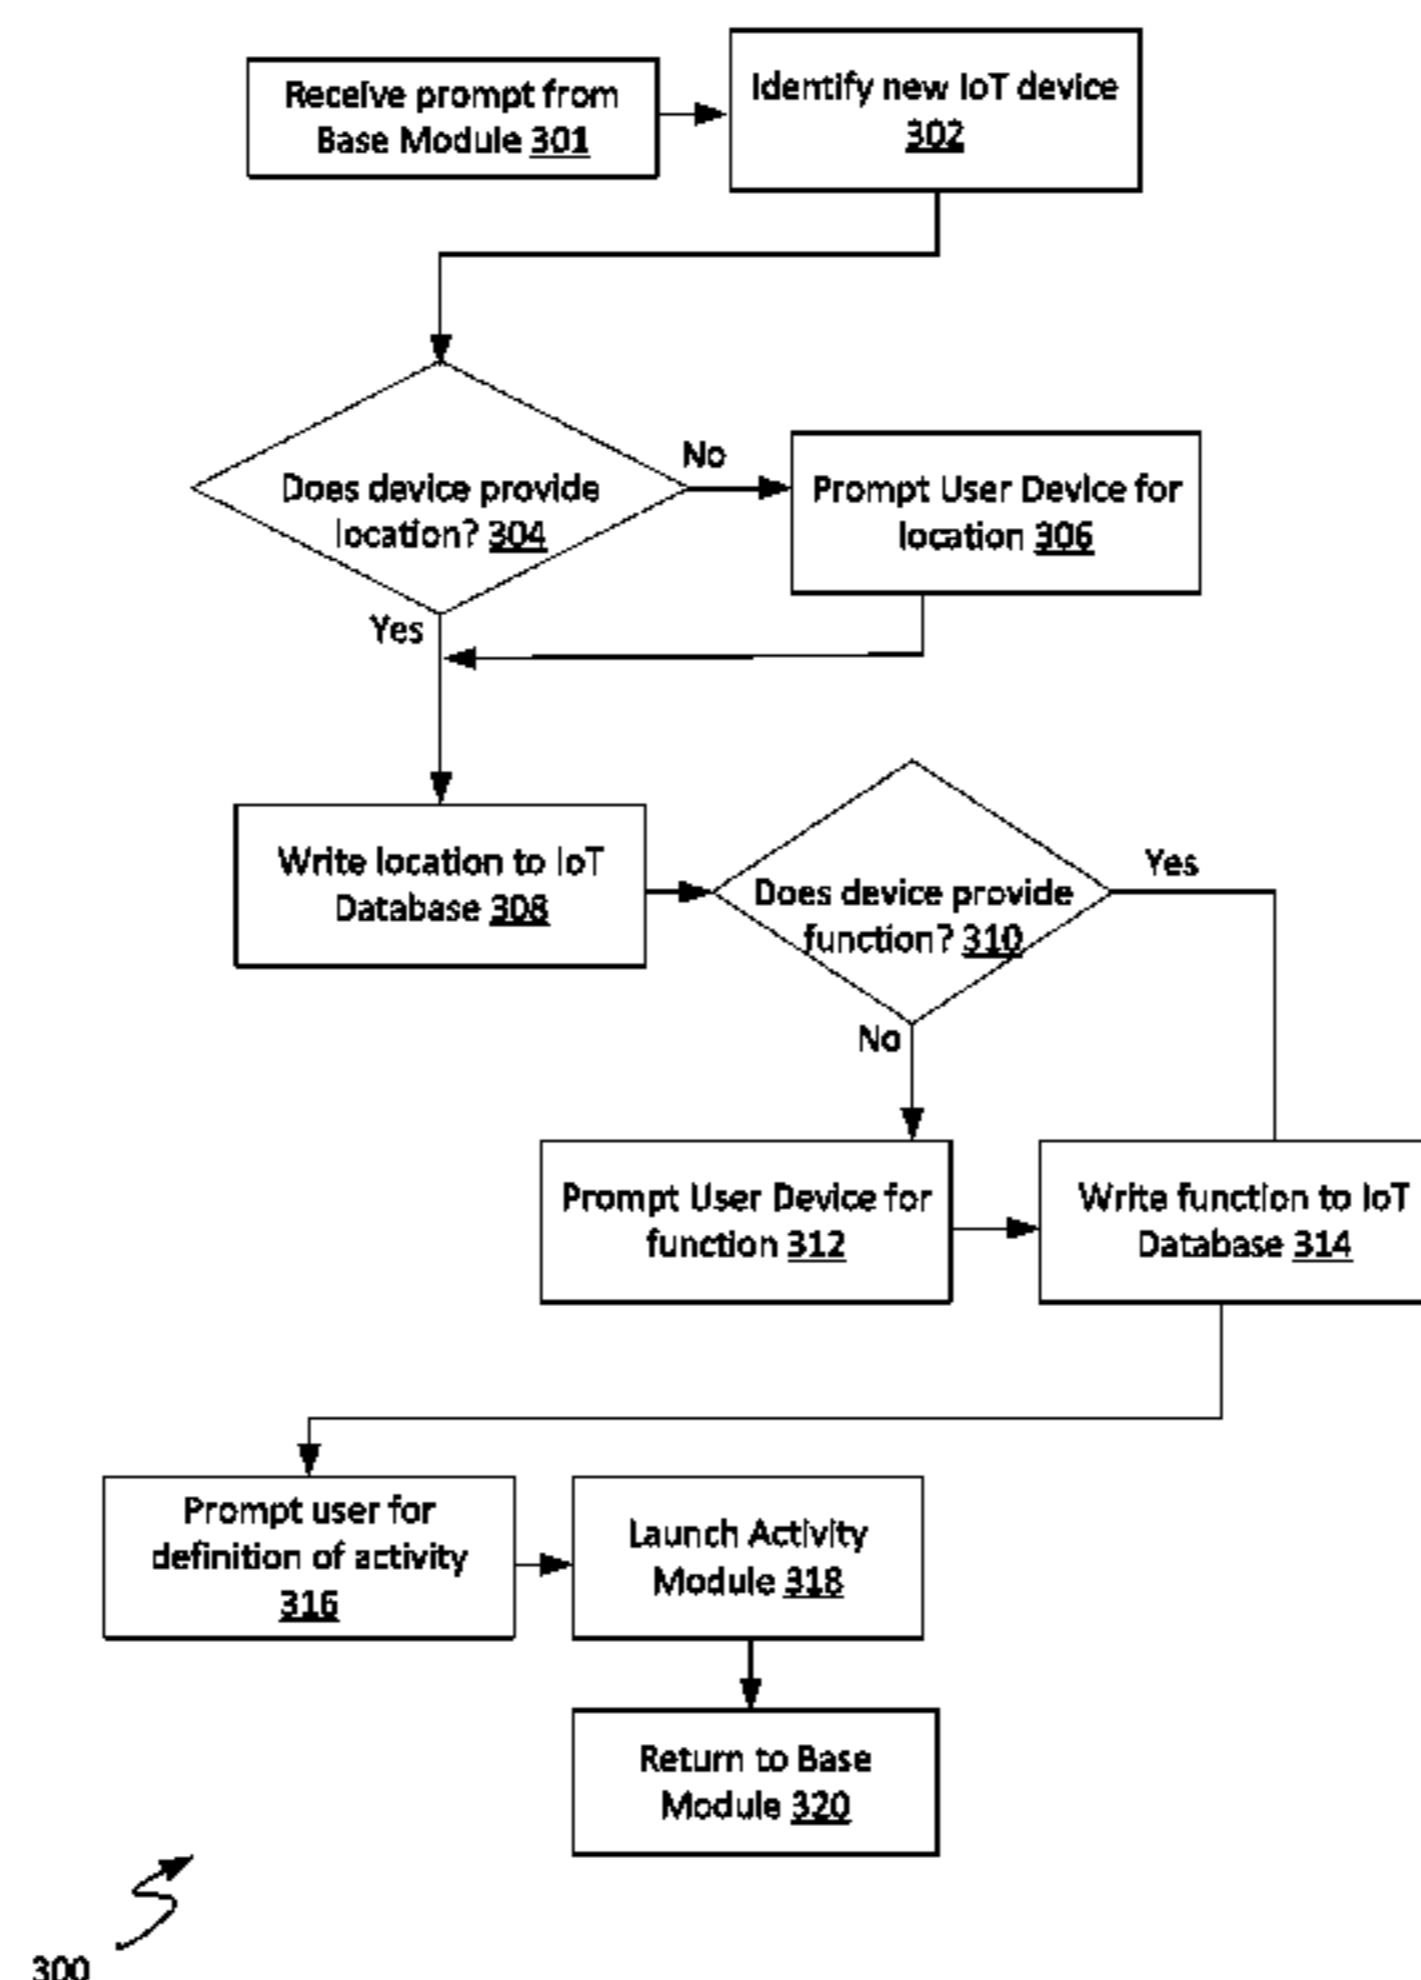 Receive prompt from
Base Module 301
Identify new IoT device
302
Does device provide
location? 304
No
Prompt User Device for
location 306
Yes
Write location to IoT
Database 308
Does device provide
function? 310
Yes
No
Prompt User Device for
function 312
Write function to IoT
Database 314
Prompt user for
definition of activity
316
Launch Activity
Module 318
Return to Base
Module 320
300